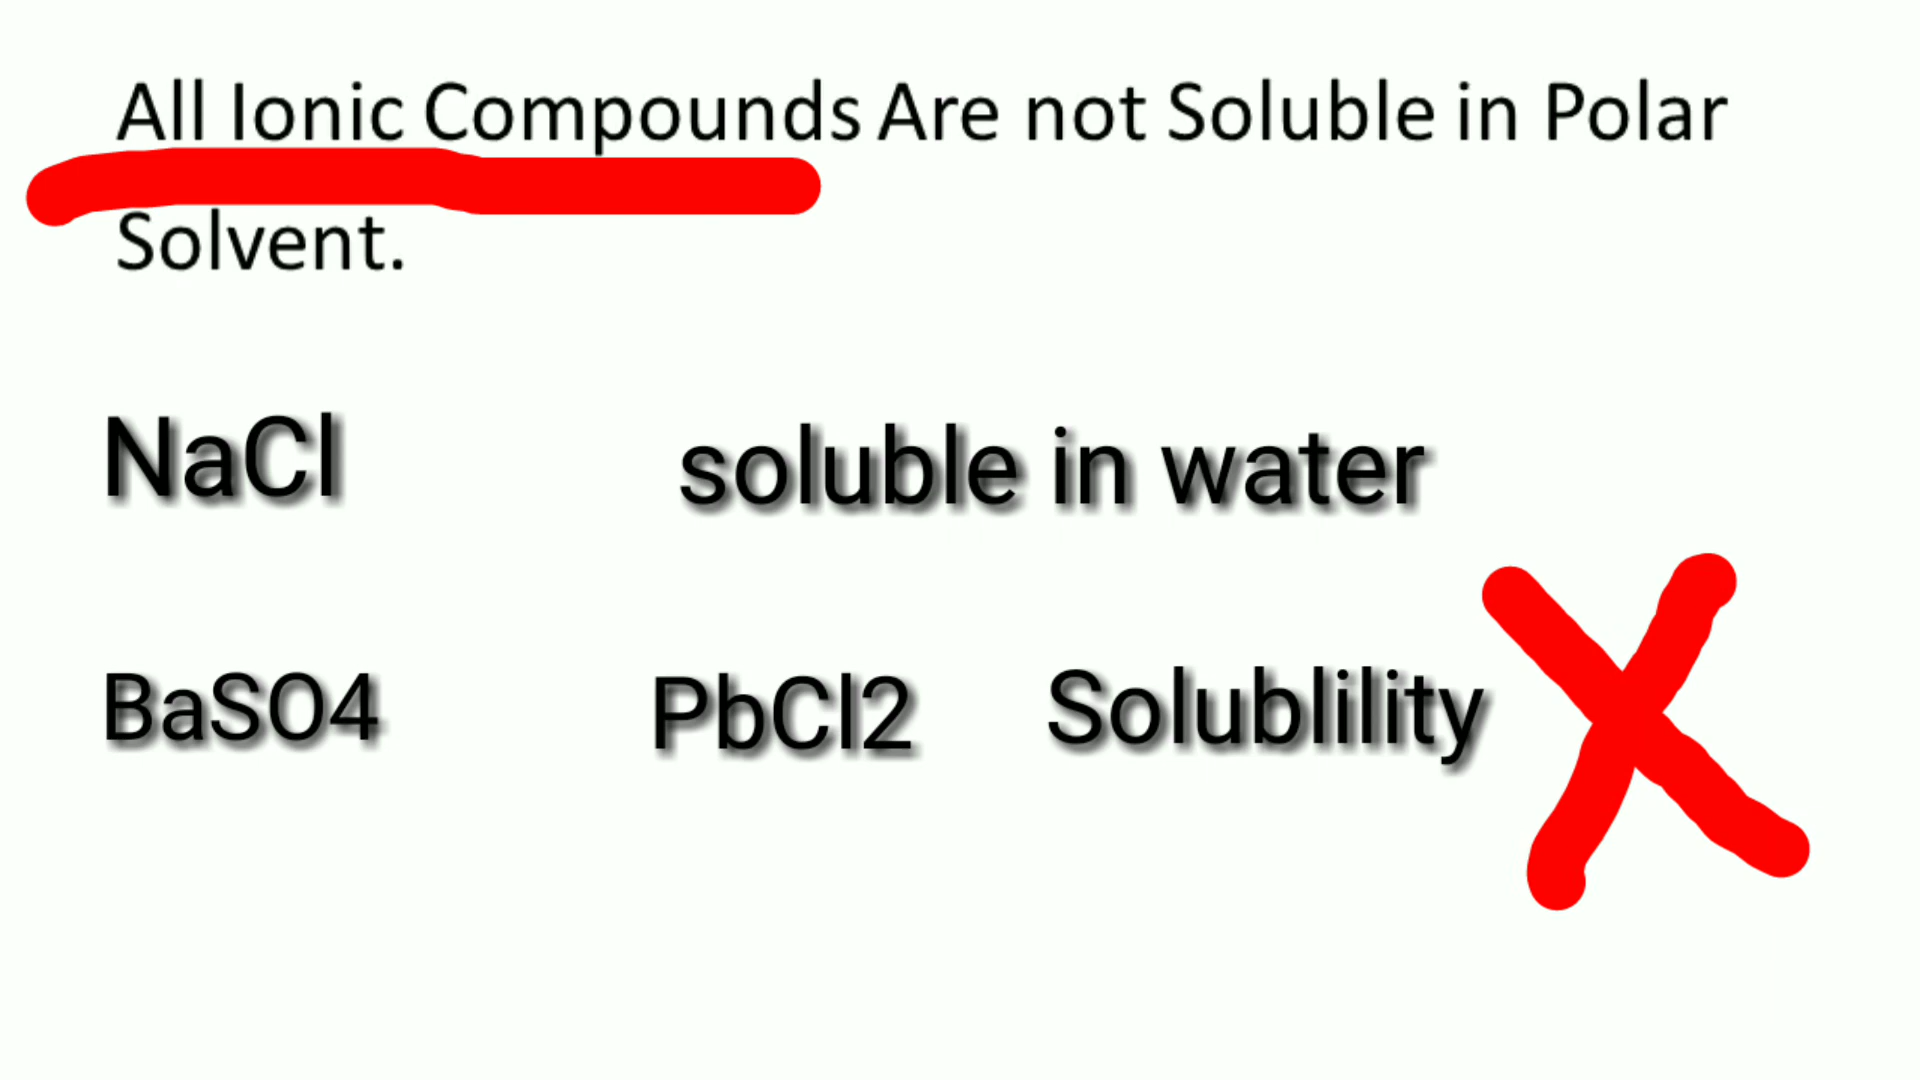 All Ionic Compounds Are not Soluble in Polar
Solvent.
NaCl soluble in water
BaSO4 PbCl2 Solublility